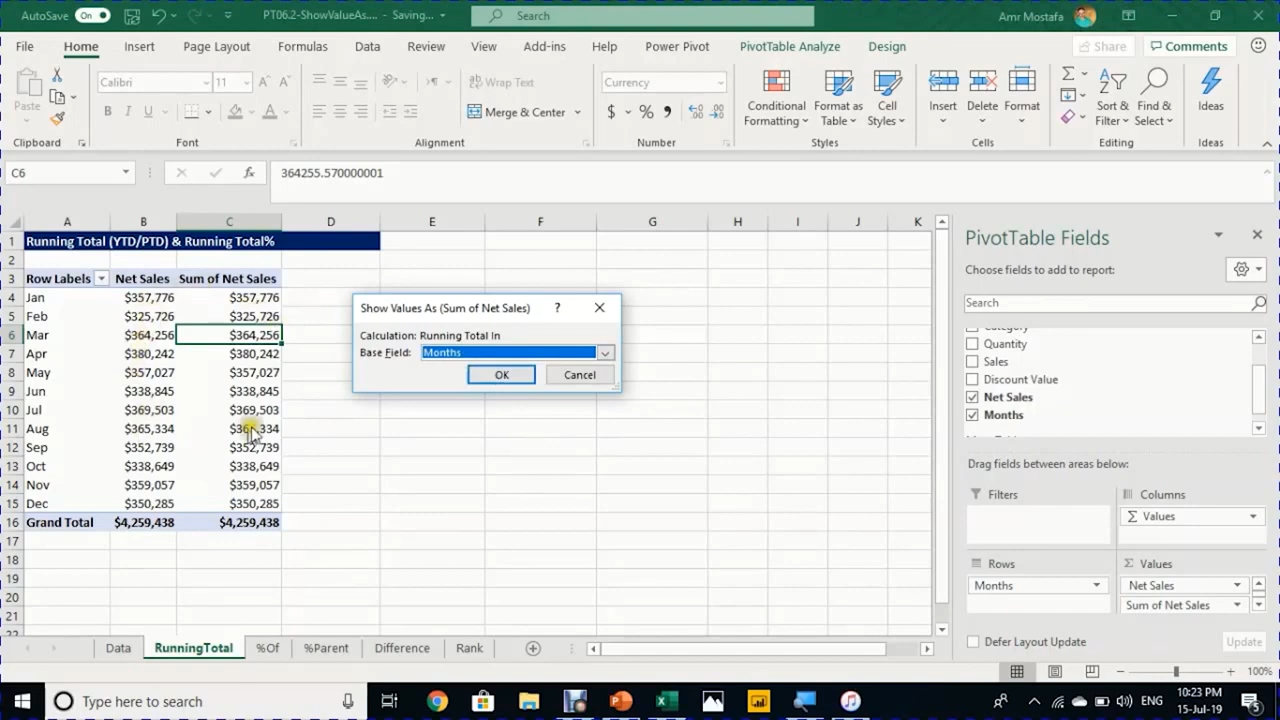 AutoSave On PT06.2-ShowValueAs.... - Saving... Search Amr Mostafa
File Home Insert Page Layout Formulas Data Review View Add-ins Help Power Pivot PivotTable Analyze Design Share Comments
Paste Calibri 11 A A Wrap Text Currency Conditional Formatting Format as Table Cell Styles Insert Delete Format Sort & Filter Find & Select Ideas
B I U A Merge & Center $ %
Clipboard Font Alignment Number Styles Cells Editing Ideas
C6 fx 364255.570000001
A B C D E F G H I J K
1 Running Total (YTD/PTD) & Running Total%
2
3 Row Labels Net Sales Sum of Net Sales
4 Jan $357,776 $357,776
5 Feb $325,726 $325,726
6 Mar $364,256 $364,256
7 Apr $380,242 $380,242
8 May $357,027 $357,027
9 Jun $338,845 $338,845
10 Jul $369,503 $369,503
11 Aug $365,334
12 Sep $352,739 $352,739
13 Oct $338,649 $338,649
14 Nov $359,057 $359,057
15 Dec $350,285 $350,285
16 Grand Total $4,259,438 $4,259,438
17
18
19
20
21
Show Values As (Sum of Net Sales) ?
Calculation: Running Total In
Base Field: Months
OK Cancel
PivotTable Fields
Choose fields to add to report:
Search
Category
Quantity
Sales
Discount Value
Net Sales
Months
Drag fields between areas below:
Filters Columns
Σ Values
Rows Σ Values
Months Net Sales
Sum of Net Sales
Defer Layout Update Update
Data RunningTotal %Of %Parent Difference Rank
100%
Type here to search ENG 10:23 PM
15-Jul-19 5